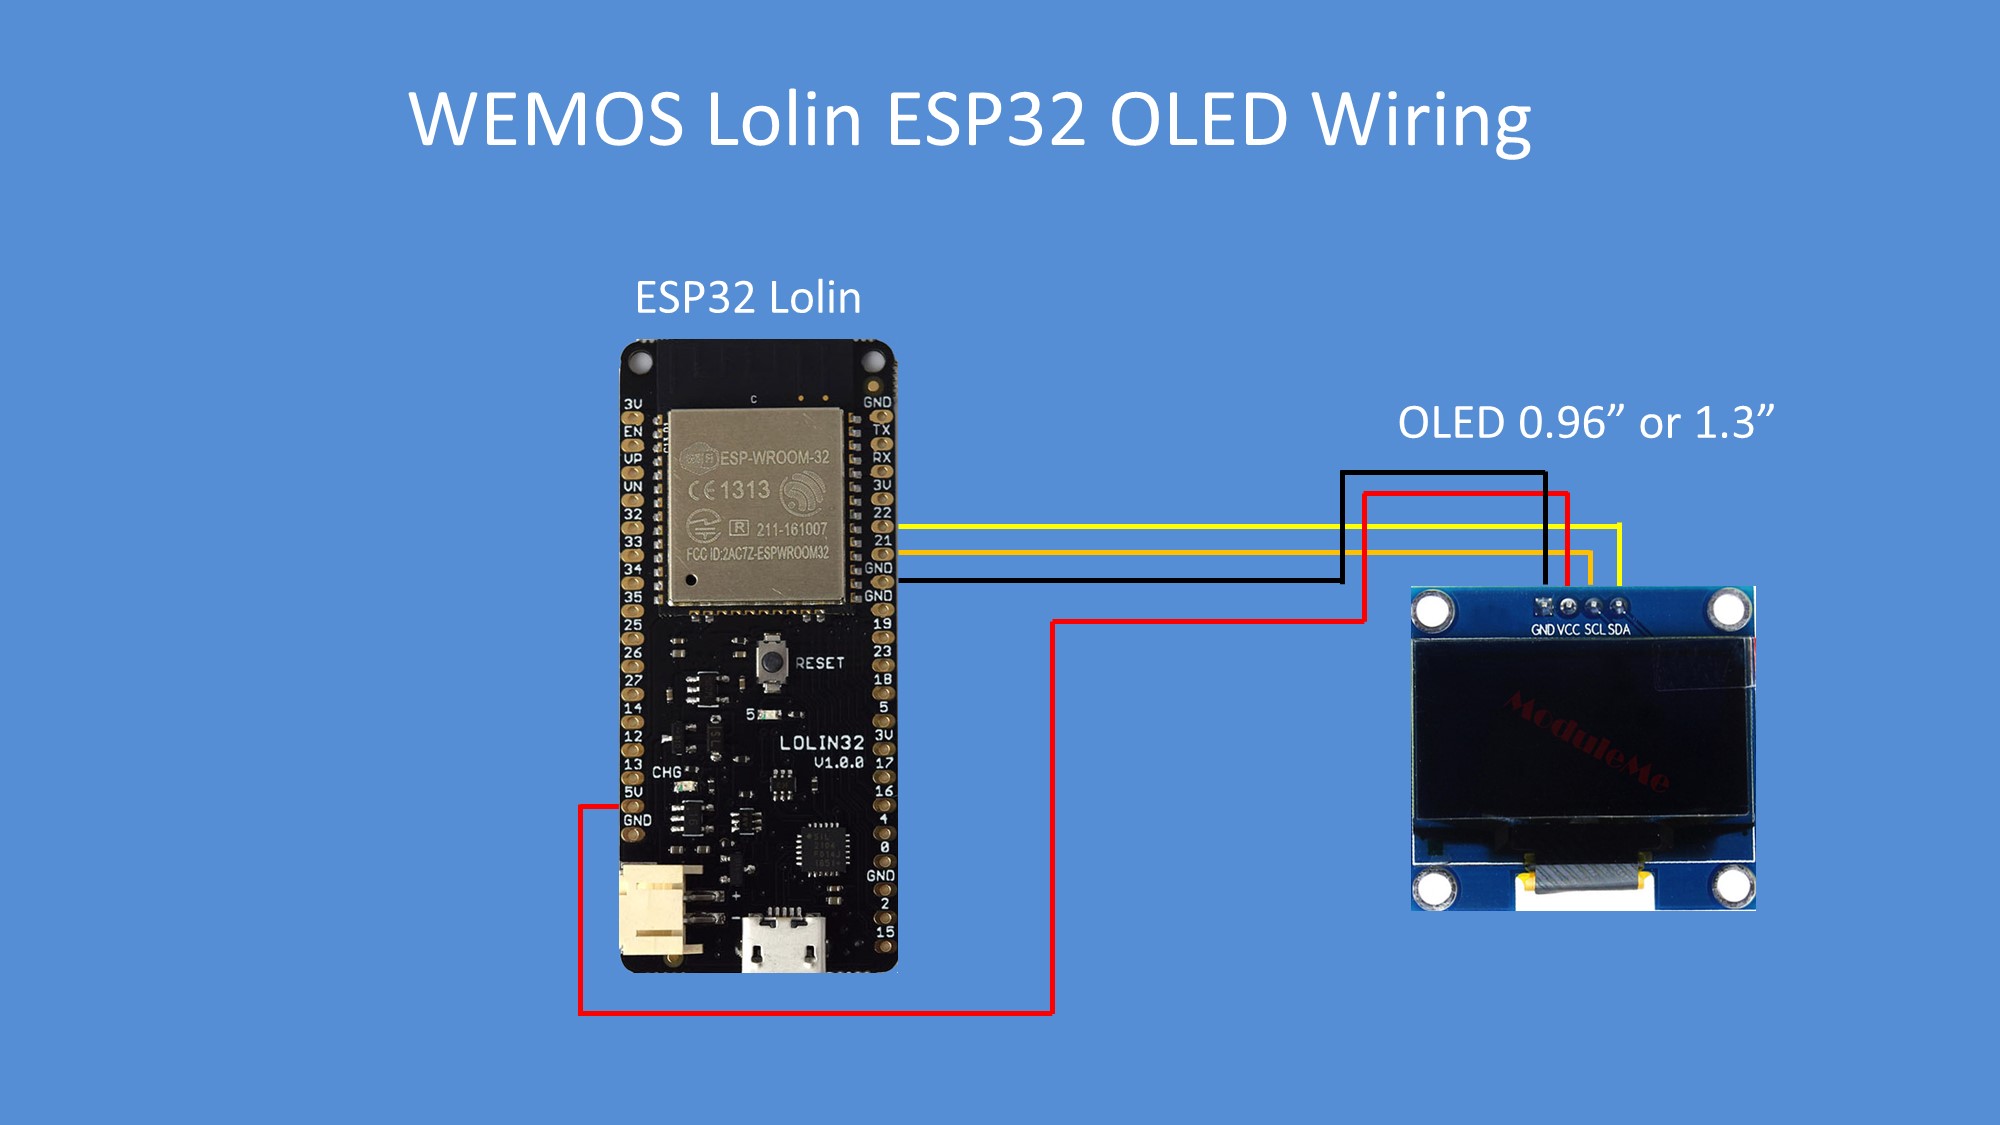 WEMOS Lolin ESP32 OLED Wiring
ESP32 Lolin
OLED 0.96” or 1.3”
C
3V
EN
VP
VN
32
33
34
35
25
26
27
14
12
13
5V
GND
ESP-WROOM-32
CE1313
R 211-161007
FCC ID:2AC7Z-ESPWROOM32
RESET
5
LOLIN32
V1.0.0
CHG
+
-
GND
TX
RX
3V
22
21
GND
GND
19
23
18
5
3V
17
16
4
0
GND
2
15
GND VCC SCL SDA
ModuleMe